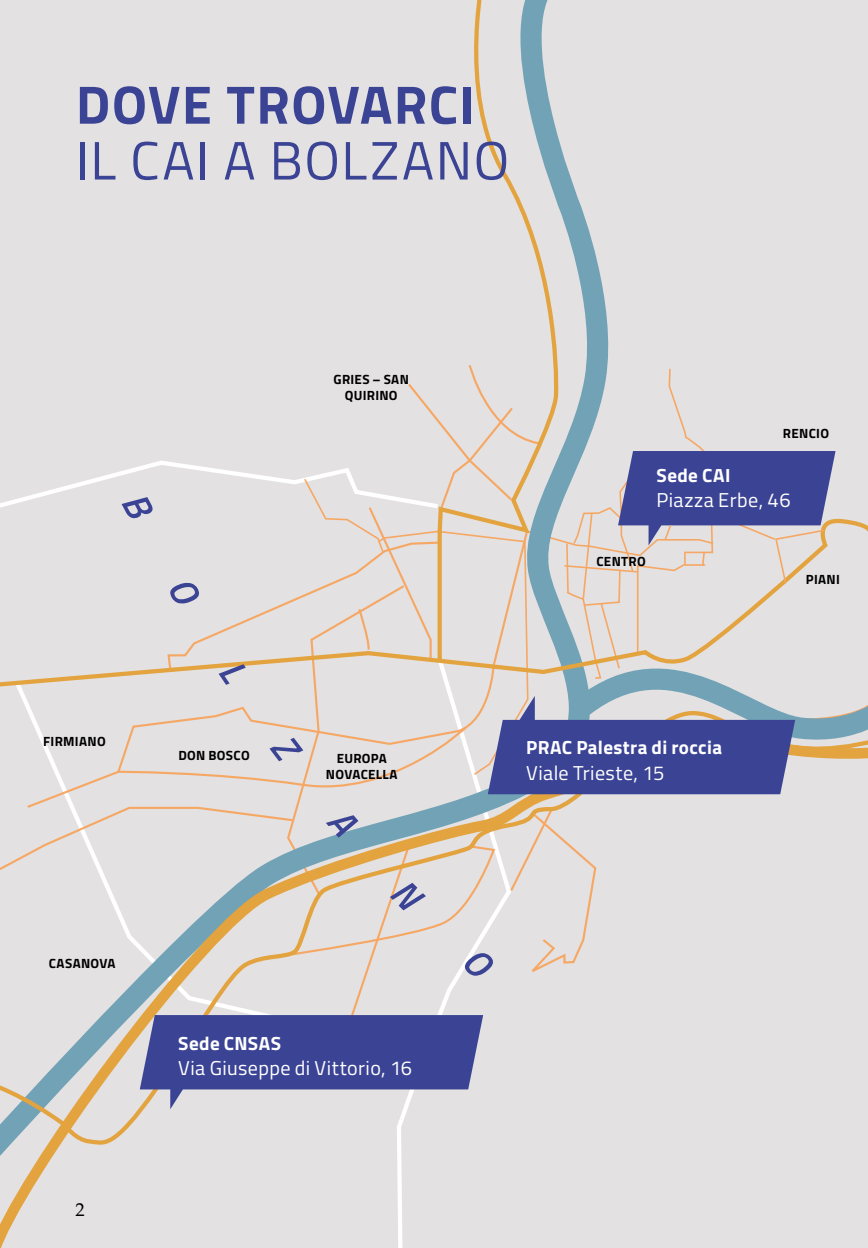 DOVE TROVARCI
IL CAI A BOLZANO
GRIES – SAN
QUIRINO
RENCIO
Sede CAI
Piazza Erbe, 46
CENTRO
PIANI
BOLZANO
FIRMIANO
DON BOSCO
EUROPA
NOVACELLA
PRAC Palestra di roccia
Viale Trieste, 15
CASANOVA
Sede CNSAS
Via Giuseppe di Vittorio, 16
2